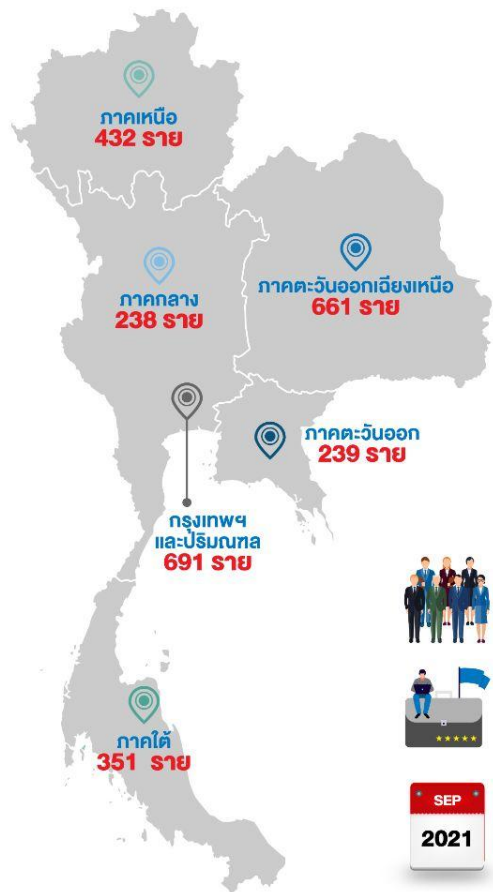 ภาคเหนือ
432 ราย
ภาคกลาง
238 ราย
ภาคตะวันออกเฉียงเหนือ
661 ราย
ภาคตะวันออก
239 ราย
กรุงเทพฯ
และปริมณฑล
691 ราย
ภาคใต้
351 ราย
SEP
2021